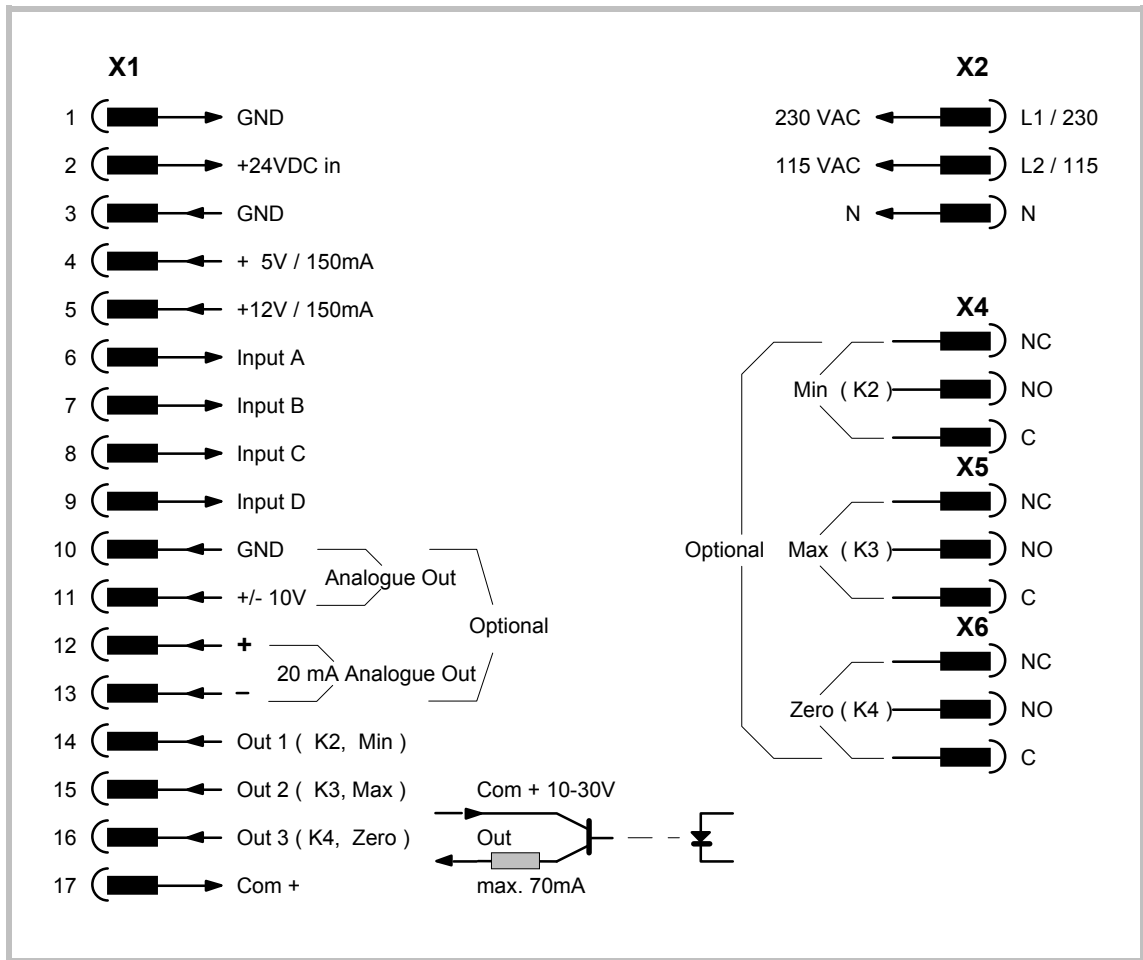 X1
1 GND
2 +24VDC in
3 GND
4 + 5V / 150mA
5 +12V / 150mA
6 Input A
7 Input B
8 Input C
9 Input D
10 GND
11 +/- 10V
Analogue Out
12 +
13 –
20 mA Analogue Out
Optional
14 Out 1 ( K2, Min )
15 Out 2 ( K3, Max )
16 Out 3 ( K4, Zero )
17 Com +
Com + 10-30V
Out
max. 70mA
X2
230 VAC L1 / 230
115 VAC L2 / 115
N N
X4
NC
Min ( K2 ) NO
C
X5
NC
Optional Max ( K3 ) NO
C
X6
NC
Zero ( K4 ) NO
C